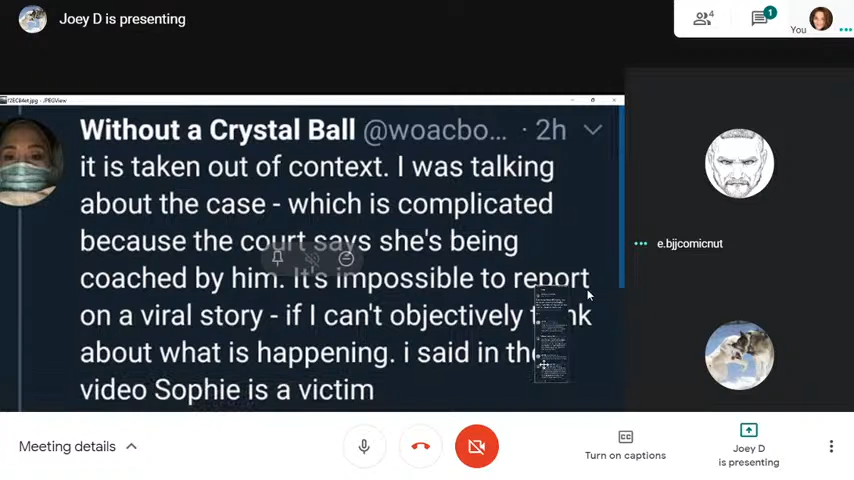 Joey D is presenting
4
1
You
f2EC84et.jpg - JPEGView
Without a Crystal Ball @woacbo... · 2h
it is taken out of context. I was talking
about the case - which is complicated
because the court says she's being
coached by him. It's impossible to report
on a viral story - if I can't objectively think
about what is happening. i said in the
video Sophie is a victim
e.bjjcomicnut
Meeting details
Turn on captions
Joey D
is presenting